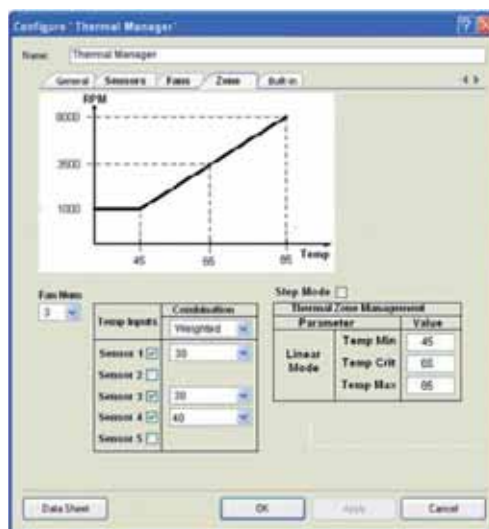 Configure 'Thermal Manager'
Name: Thermal Manager
General Sensors Fans Zone Built-in
RPM
6000
3500
1000
45 65 85 Temp
Fan Num
3
Temp Inputs Combination
Weighted
Sensor 1 30
Sensor 2
Sensor 3 30
Sensor 4 40
Sensor 5
Step Mode
Thermal Zone Management
Parameter Value
Linear Mode
Temp Min 45
Temp Crit 65
Temp Max 85
Data Sheet OK Apply Cancel